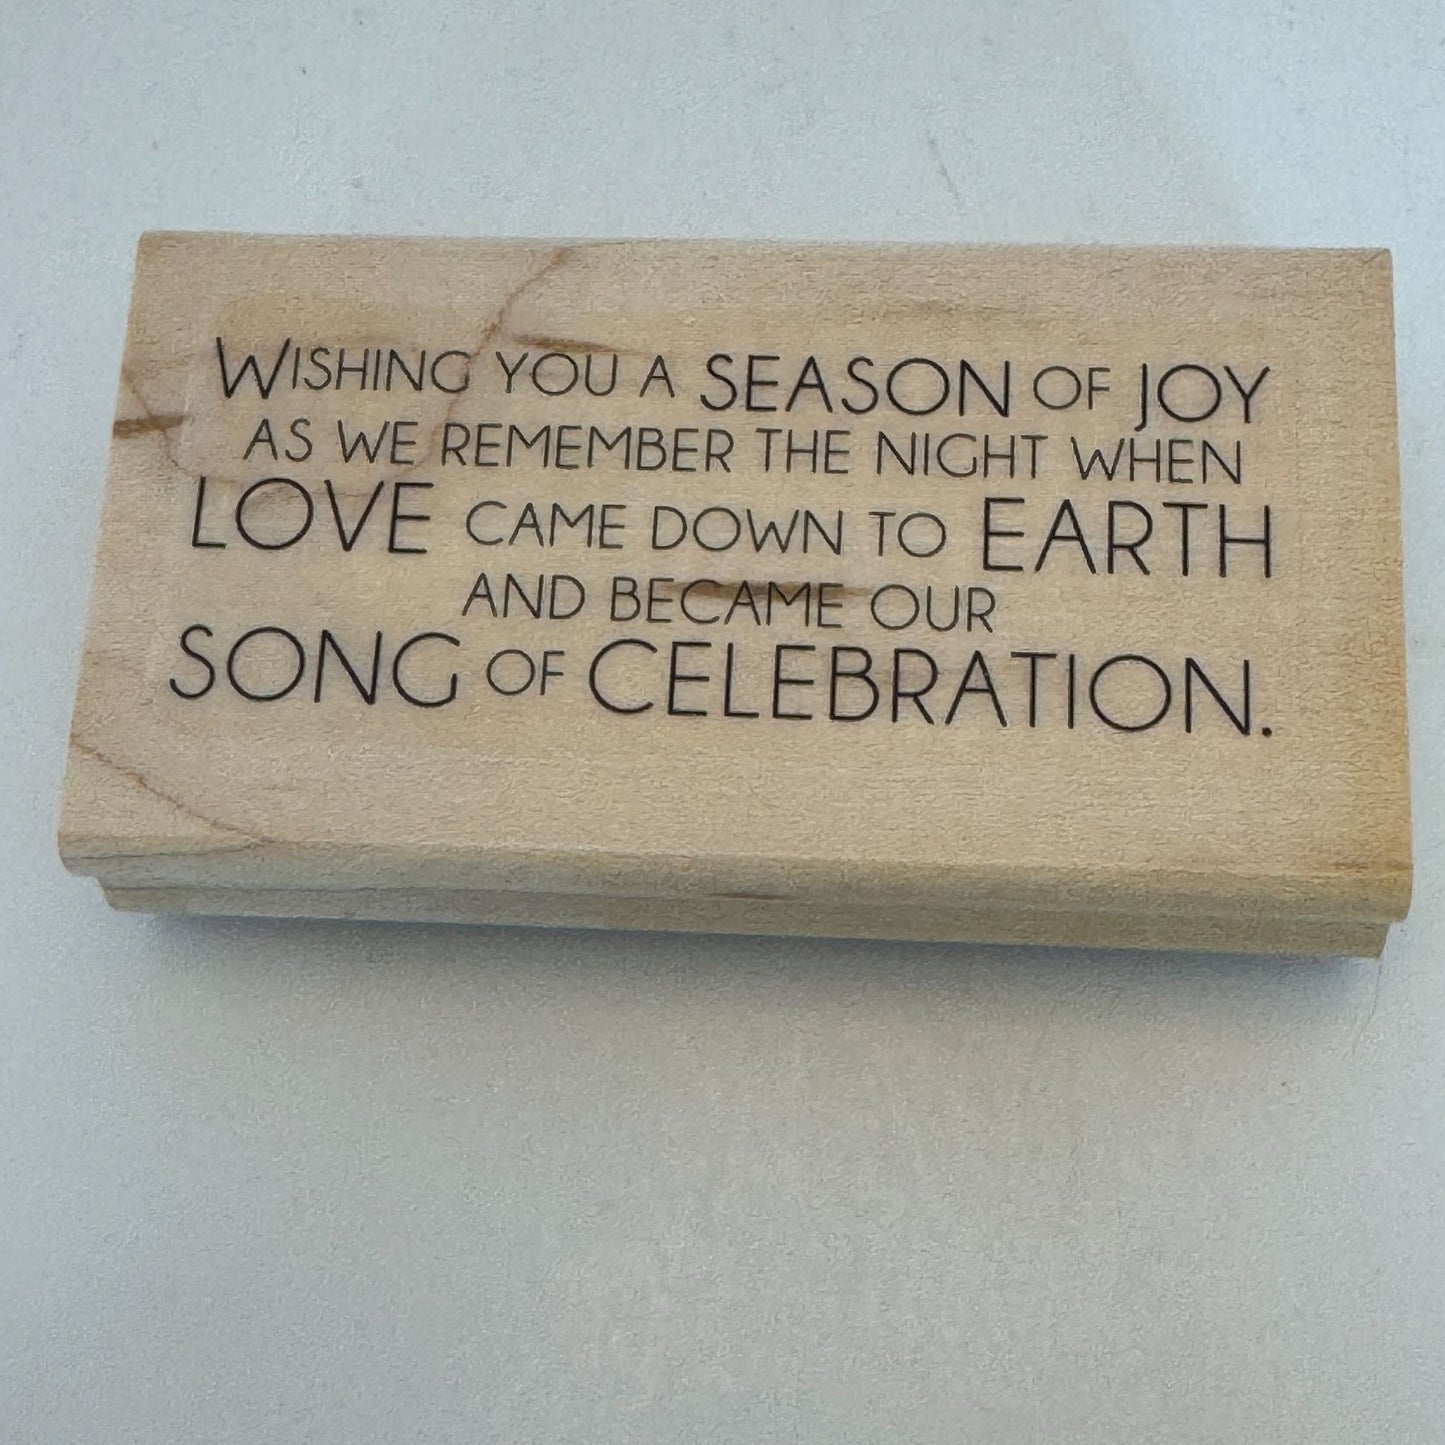 WISHING YOU A SEASON OF JOY
AS WE REMEMBER THE NIGHT WHEN
LOVE CAME DOWN TO EARTH
AND BECAME OUR
SONG OF CELEBRATION.